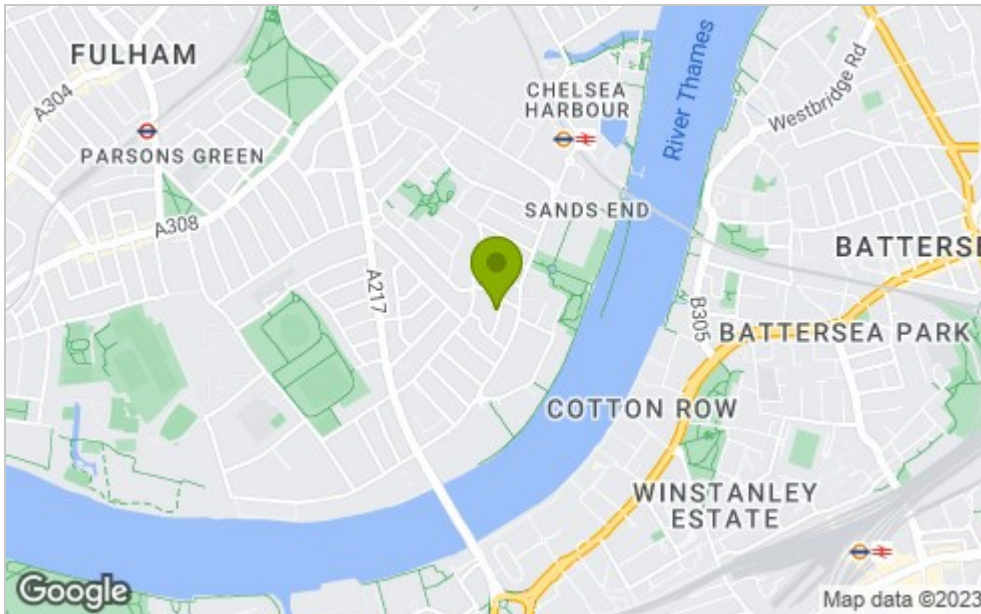 FULHAM
A304
PARSONS GREEN
A308
A217
CHELSEA
HARBOUR
River Thames
Westbridge Rd
SANDS END
BATTERSE
B305
BATTERSEA PARK
COTTON ROW
WINSTANLEY
ESTATE
Google
Map data ©2023